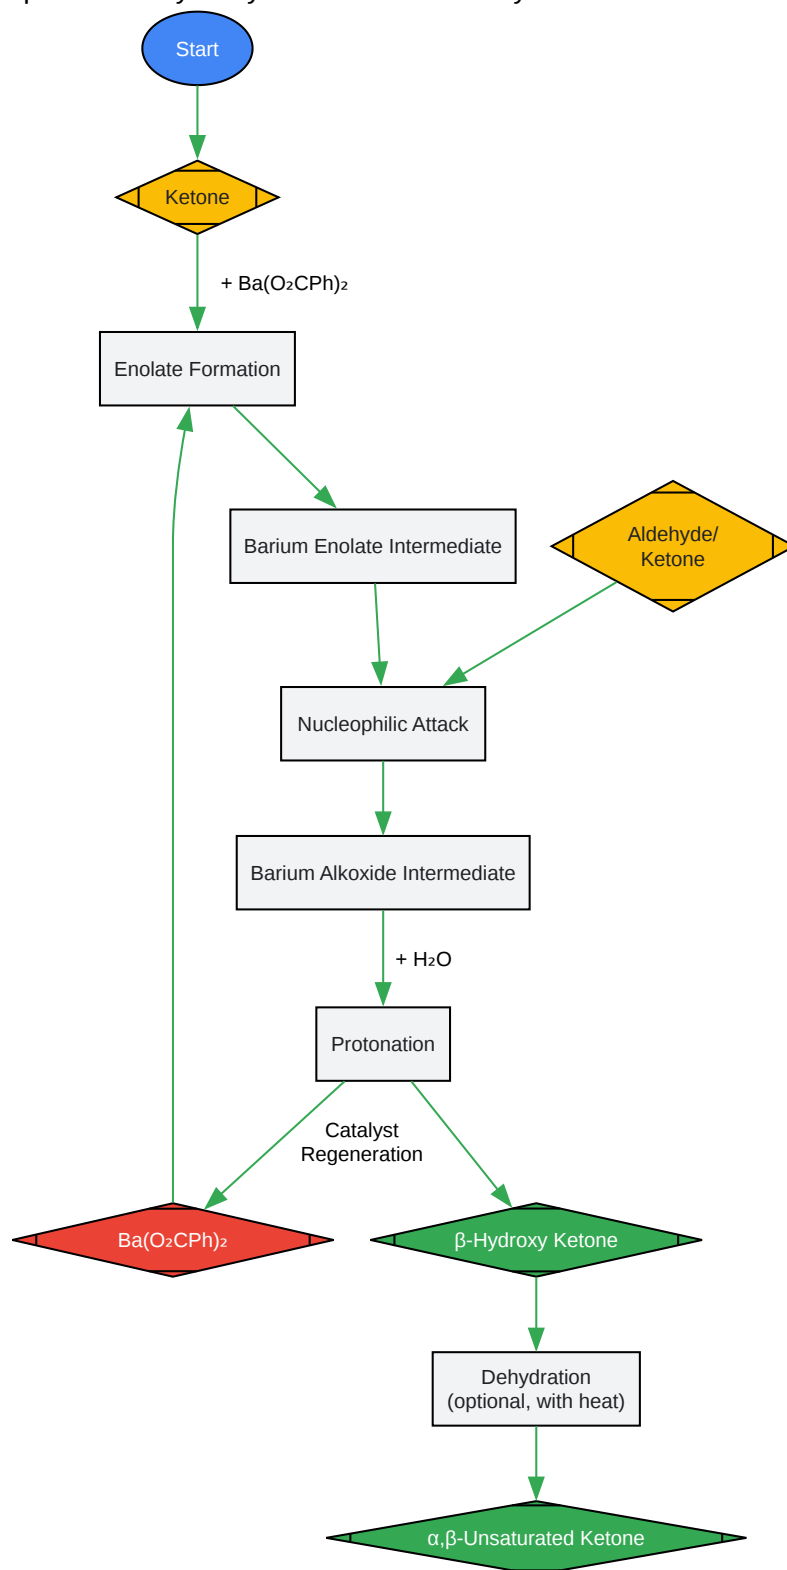 Start
Ketone
+ Ba(O₂CPh)₂
Enolate Formation
Barium Enolate Intermediate
Aldehyde/
Ketone
Nucleophilic Attack
Barium Alkoxide Intermediate
+ H₂O
Protonation
Catalyst
Regeneration
Ba(O₂CPh)₂
β-Hydroxy Ketone
Dehydration
(optional, with heat)
α,β-Unsaturated Ketone